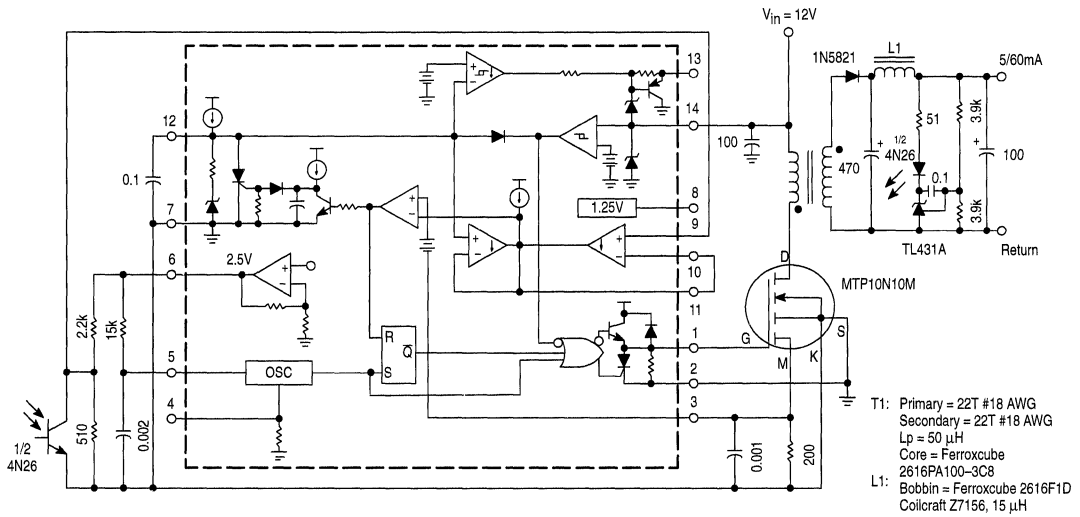 Vin = 12V
1N5821
L1
5/60mA
13
14
12
100
470
+
1/2
4N26
51
0.1
3.9k
+
100
3.9k
0.1
7
1.25V
8
9
TL431A
Return
6
2.5V
+
−
10
11
D
MTP10N10M
2.2k
15k
R
Q
S
OSC
5
4
1
2
3
G
S
M
K
510
0.002
1/2
4N26
0.001
200
T1: Primary = 22T #18 AWG
Secondary = 22T #18 AWG
Lp = 50 μH
Core = Ferroxcube
2616PA100–3C8
L1: Bobbin = Ferroxcube 2616F1D
Coilcraft Z7156, 15 μH